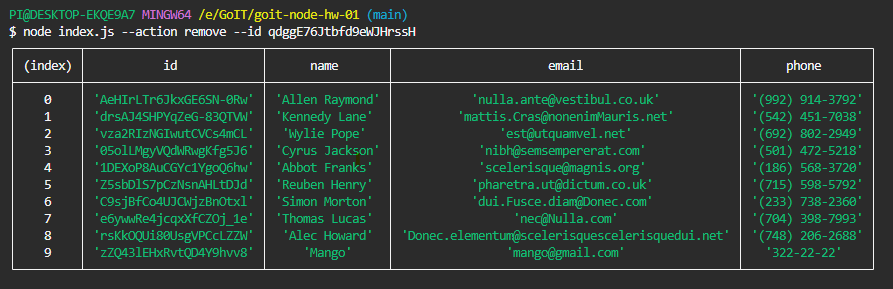 PI@DESKTOP-EKQE9A7 MINGW64 /e/GoIT/goit-node-hw-01 (main)
$ node index.js --action remove --id qdggE76Jtbfd9eWJHrssH
(index) id name email phone
0 'AeHIrLTr6JkxGE6SN-0Rw' 'Allen Raymond' 'nulla.ante@vestibul.co.uk' '(992) 914-3792'
1 'drsAJ4SHPYqZeG-83QTVW' 'Kennedy Lane' 'mattis.Cras@nonenimMauris.net' '(542) 451-7038'
2 'vza2RIzNGIwutCVCs4mCL' 'Wylie Pope' 'est@utquamvel.net' '(692) 802-2949'
3 '05olLMgyVQdWRwgKfg5J6' 'Cyrus Jackson' 'nibh@semsempererat.com' '(501) 472-5218'
4 '1DEXoP8AuCGYc1YgoQ6hw' 'Abbot Franks' 'scelerisque@magnis.org' '(186) 568-3720'
5 'Z5sbDlS7pCzNsnAHLtDJd' 'Reuben Henry' 'pharetra.ut@dictum.co.uk' '(715) 598-5792'
6 'C9sjBfCo4UJCWjzBnOtxl' 'Simon Morton' 'dui.Fusce.diam@Donec.com' '(233) 738-2360'
7 'e6ywwRe4jcqxXfCZOj_1e' 'Thomas Lucas' 'nec@Nulla.com' '(704) 398-7993'
8 'rsKkOQUi80UsgVPCcLZZW' 'Alec Howard' 'Donec.elementum@scelerisquescelerisquedui.net' '(748) 206-2688'
9 'zZQ43lEHxRvtQD4Y9hvv8' 'Mango' 'mango@gmail.com' '322-22-22'